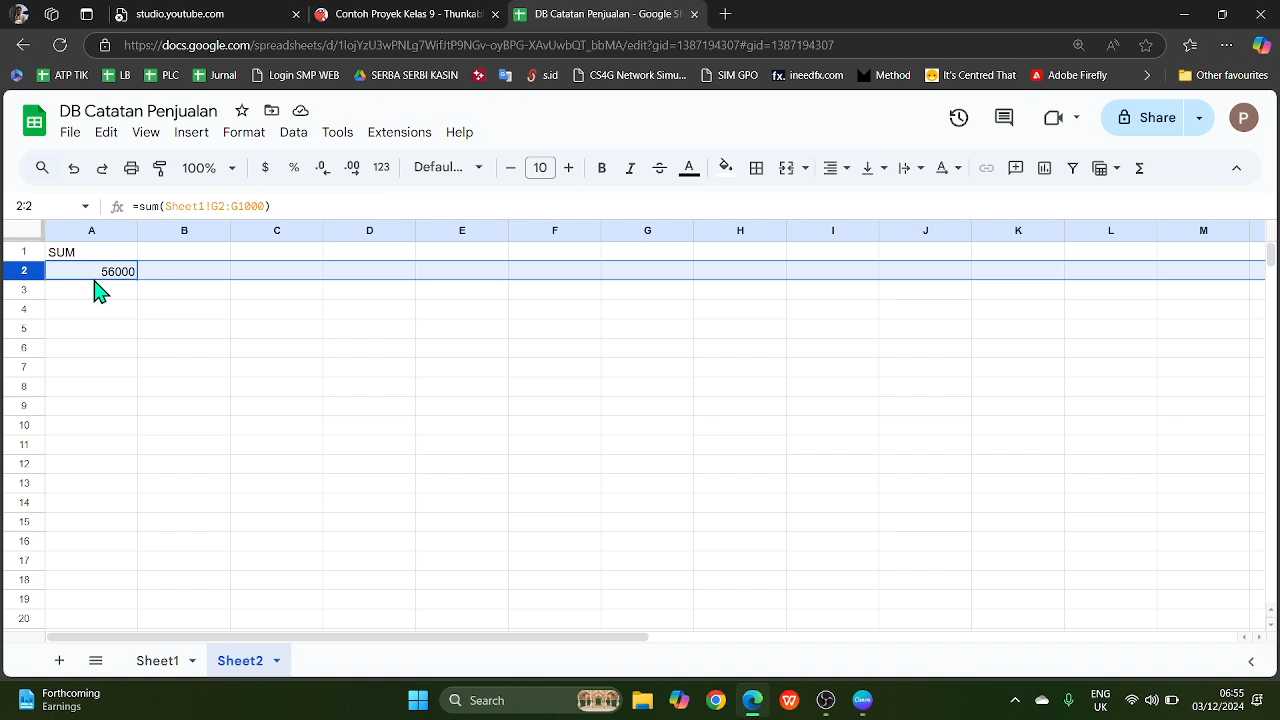 studio.youtube.com
Contoh Proyek Kelas 9 - Thunkabl
DB Catatan Penjualan - Google Sh
https://docs.google.com/spreadsheets/d/1lojYzU3wPNLg7WifJtP9NGv-oyBPG-XAvUwbQT_bbMA/edit?gid=1387194307#gid=1387194307
ATP TIK
LB
PLC
Jurnal
Login SMP WEB
SERBA SERBI KASIN
sidi
CS4G Network Simu...
SIM GTO
ineedfx.com
Method
It's Centred That
Adobe Firefly
Other favourites
DB Catatan Penjualan
File Edit View Insert Format Data Tools Extensions Help
Share
P
100%
$ % .0 .00 123
Defaul...
10
B I A
2:2
fx =sum(Sheet1!G2:G1000)
A B C D E F G H I J K L M
1 SUM
2 56000
3
4
5
6
7
8
9
10
11
12
13
14
15
16
17
18
19
20
Sheet1
Sheet2
Forthcoming
Earnings
Search
ENG
UK
06:55
03/12/2024